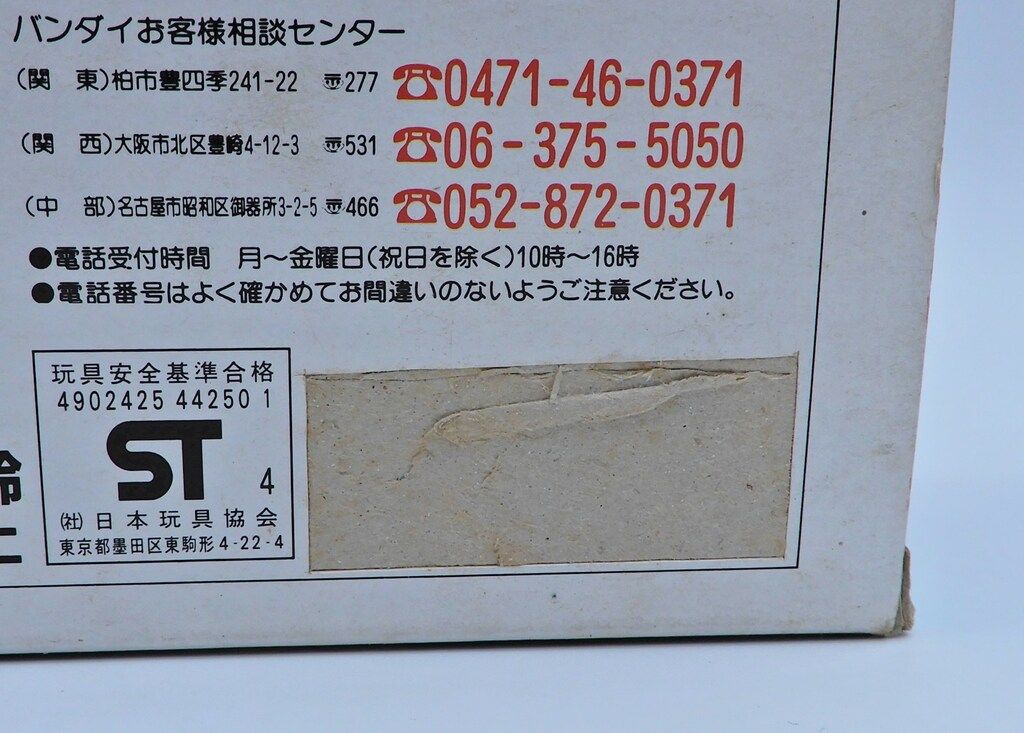 バンダイお客様相談センター
(関 東)柏市豊四季241-22 〠277 ☎0471-46-0371
(関 西)大阪市北区豊崎4-12-3 〠531 ☎06-375-5050
(中 部)名古屋市昭和区御器所3-2-5 〠466 ☎052-872-0371
●電話受付時間 月～金曜日(祝日を除く)10時～16時
●電話番号はよく確かめてお間違いのないようご注意ください。
玩具安全基準合格
4902425 44250 1
ST 4
㈳日本玩具協会
東京都墨田区東駒形4-22-4
齢